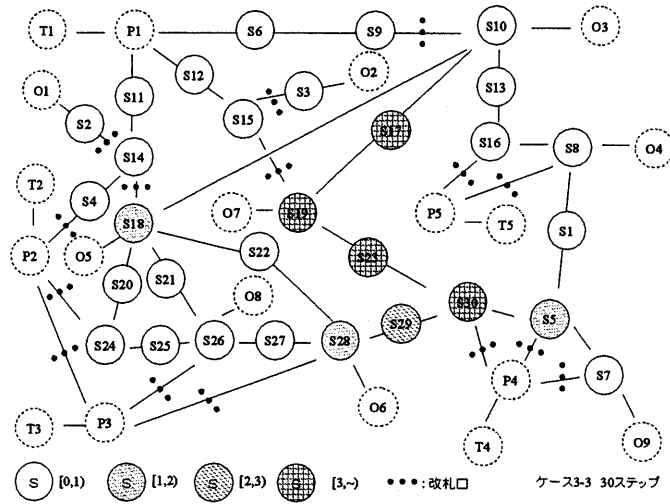 T1 P1 S6 S9 S10 O3
O1 S12 O2
S11 S3 S13
S2 S15 S17
S14 S16 S8 O4
T2 S4 O7 S19 P5 T5
S18 S1
P2 O5 S22 S23
S20 S21 O8
S30 S5
S24 S25 S26 S27 S28 S29
P4 S7
T3 P3 O6
T4 O9
S [0,1) S [1,2) S [2,3) S [3,~) :改札口 ケース3-3 30ステップ